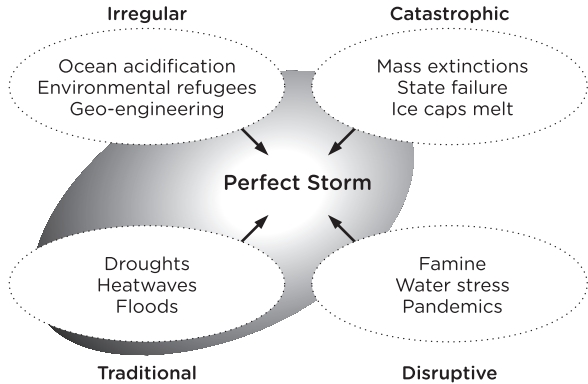 Irregular
Catastrophic
Ocean acidification
Environmental refugees
Geo-engineering
Mass extinctions
State failure
Ice caps melt
Perfect Storm
Droughts
Heatwaves
Floods
Famine
Water stress
Pandemics
Traditional
Disruptive